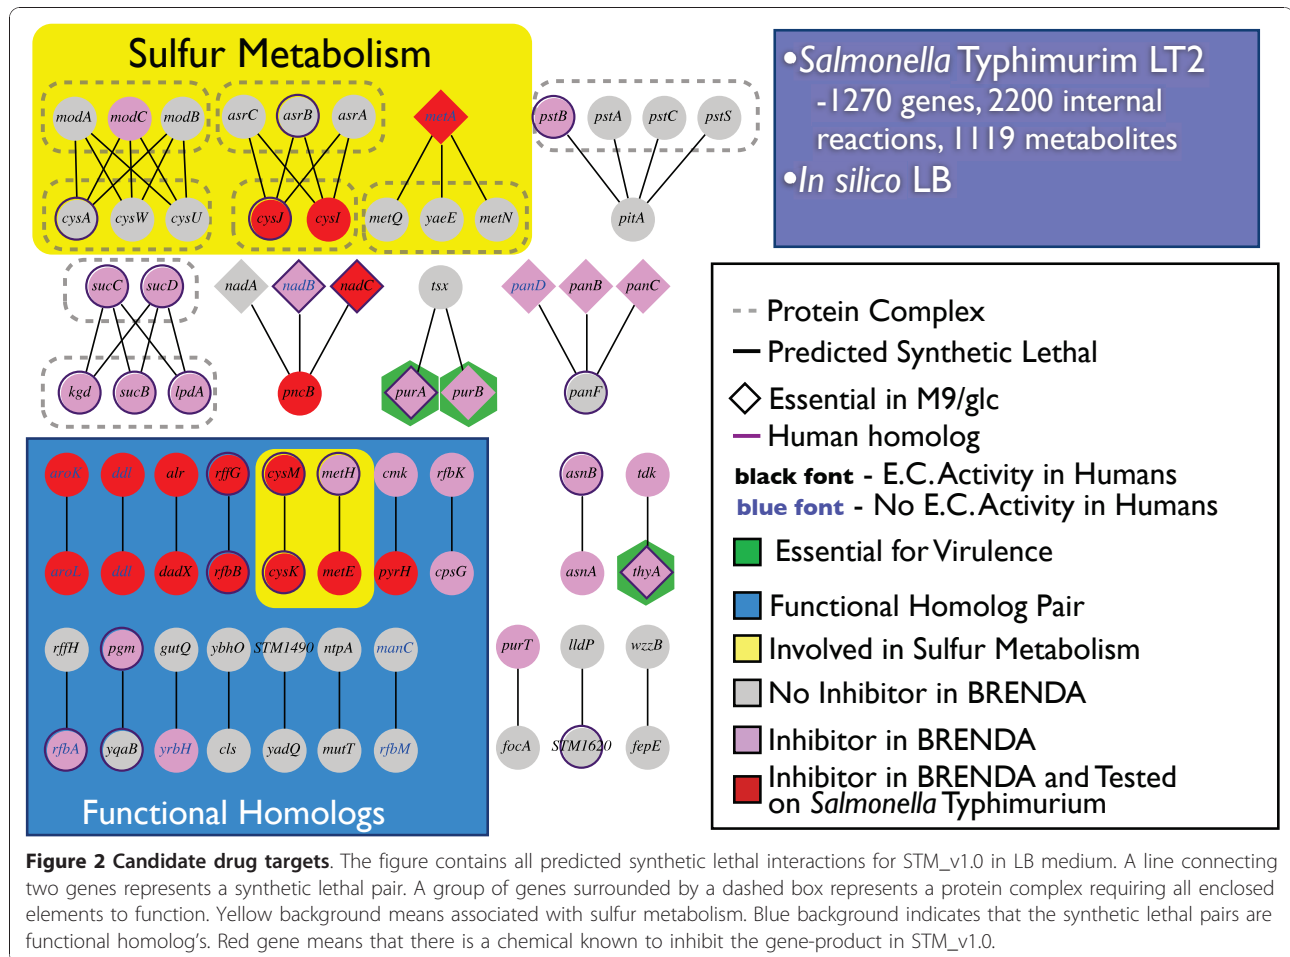 Sulfur Metabolism
modA modC modB asrC asrB asrA metA pstB pstA pstC pstS
cysA cysW cysU cysJ cysI metQ yaeE metN pitA
•Salmonella Typhimurim LT2
-1270 genes, 2200 internal
reactions, 1119 metabolites
•In silico LB
sucC sucD nadA nadB nadC tsx panD panB panC
kgd sucB lpdA pncB purA purB panF
aroK ddl alr rffG cysM metH cmk rfbK asnB tdk
aroL ddl dadX rfbB cysK metE pyrH cpsG asnA thyA
rffH pgm gutQ ybhO STM1490 ntpA manC purT lldP wzzB
rfbA yqaB yrbH cls yadQ mutT rfbM focA STM1620 fepE
Functional Homologs
Protein Complex
Predicted Synthetic Lethal
Essential in M9/glc
Human homolog
black font - E.C. Activity in Humans
blue font - No E.C. Activity in Humans
Essential for Virulence
Functional Homolog Pair
Involved in Sulfur Metabolism
No Inhibitor in BRENDA
Inhibitor in BRENDA
Inhibitor in BRENDA and Tested
on Salmonella Typhimurium
Figure 2 Candidate drug targets. The figure contains all predicted synthetic lethal interactions for STM_v1.0 in LB medium. A line connecting
two genes represents a synthetic lethal pair. A group of genes surrounded by a dashed box represents a protein complex requiring all enclosed
elements to function. Yellow background means associated with sulfur metabolism. Blue background indicates that the synthetic lethal pairs are
functional homolog's. Red gene means that there is a chemical known to inhibit the gene-product in STM_v1.0.